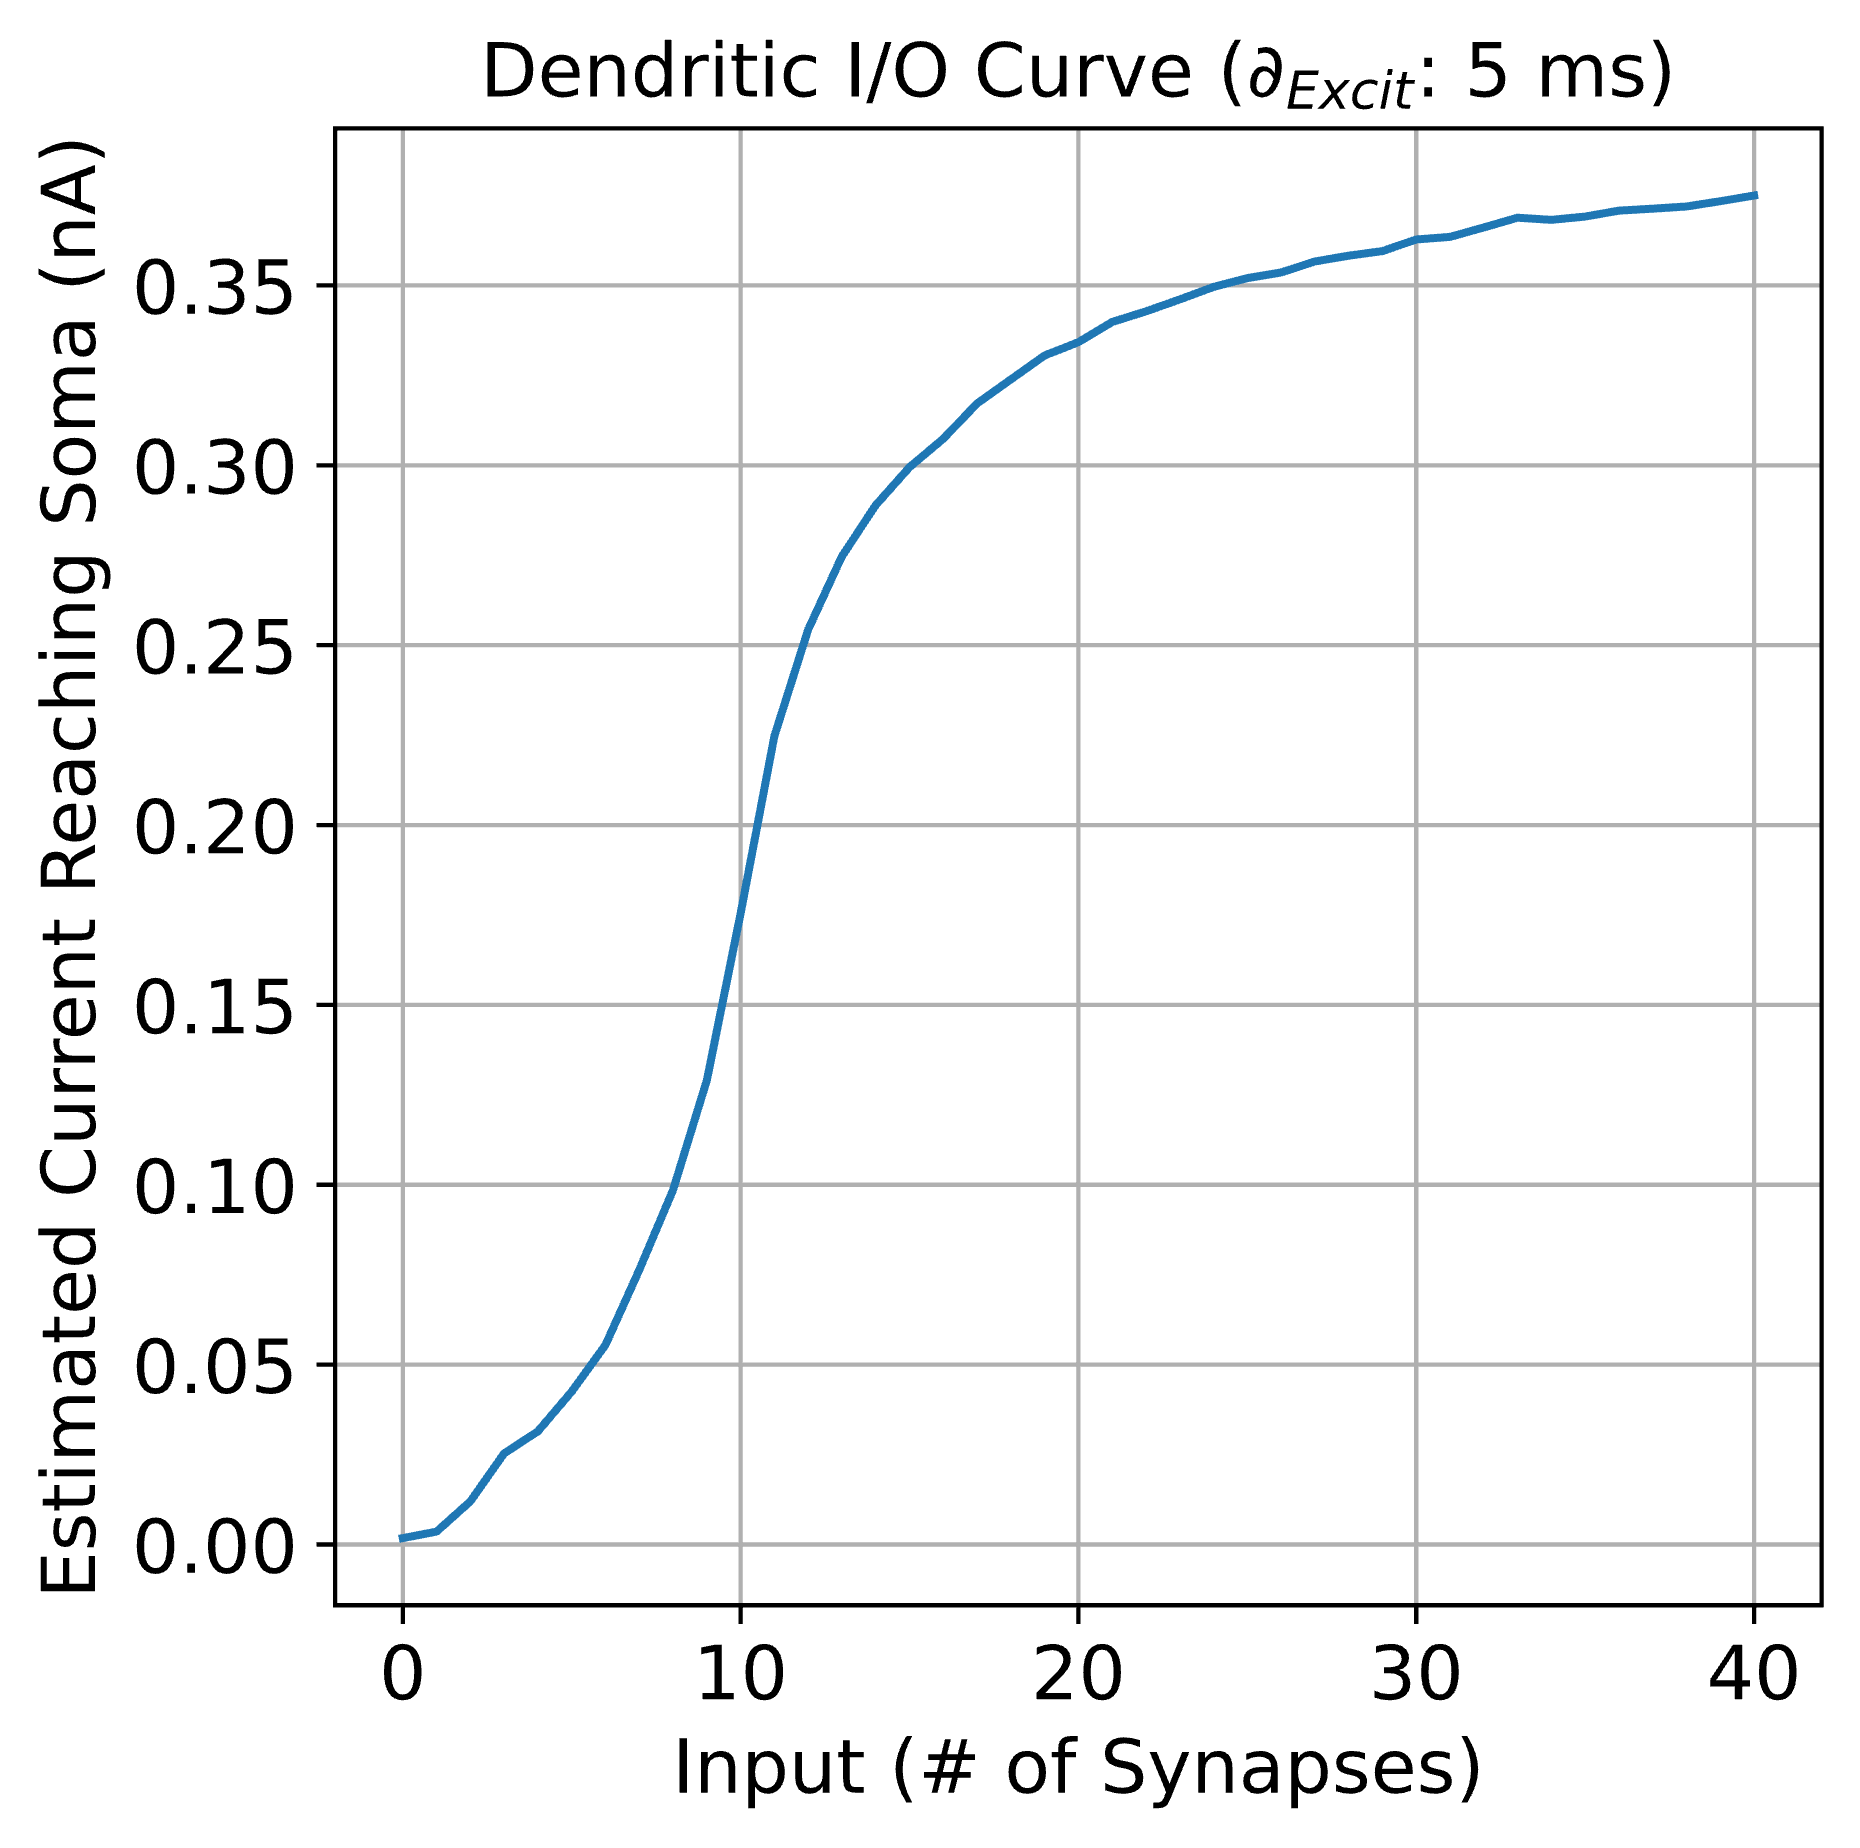 Dendritic I/O Curve (∂Excit: 5 ms)
Estimated Current Reaching Soma (nA)
0.35
0.30
0.25
0.20
0.15
0.10
0.05
0.00
0 10 20 30 40
Input (# of Synapses)